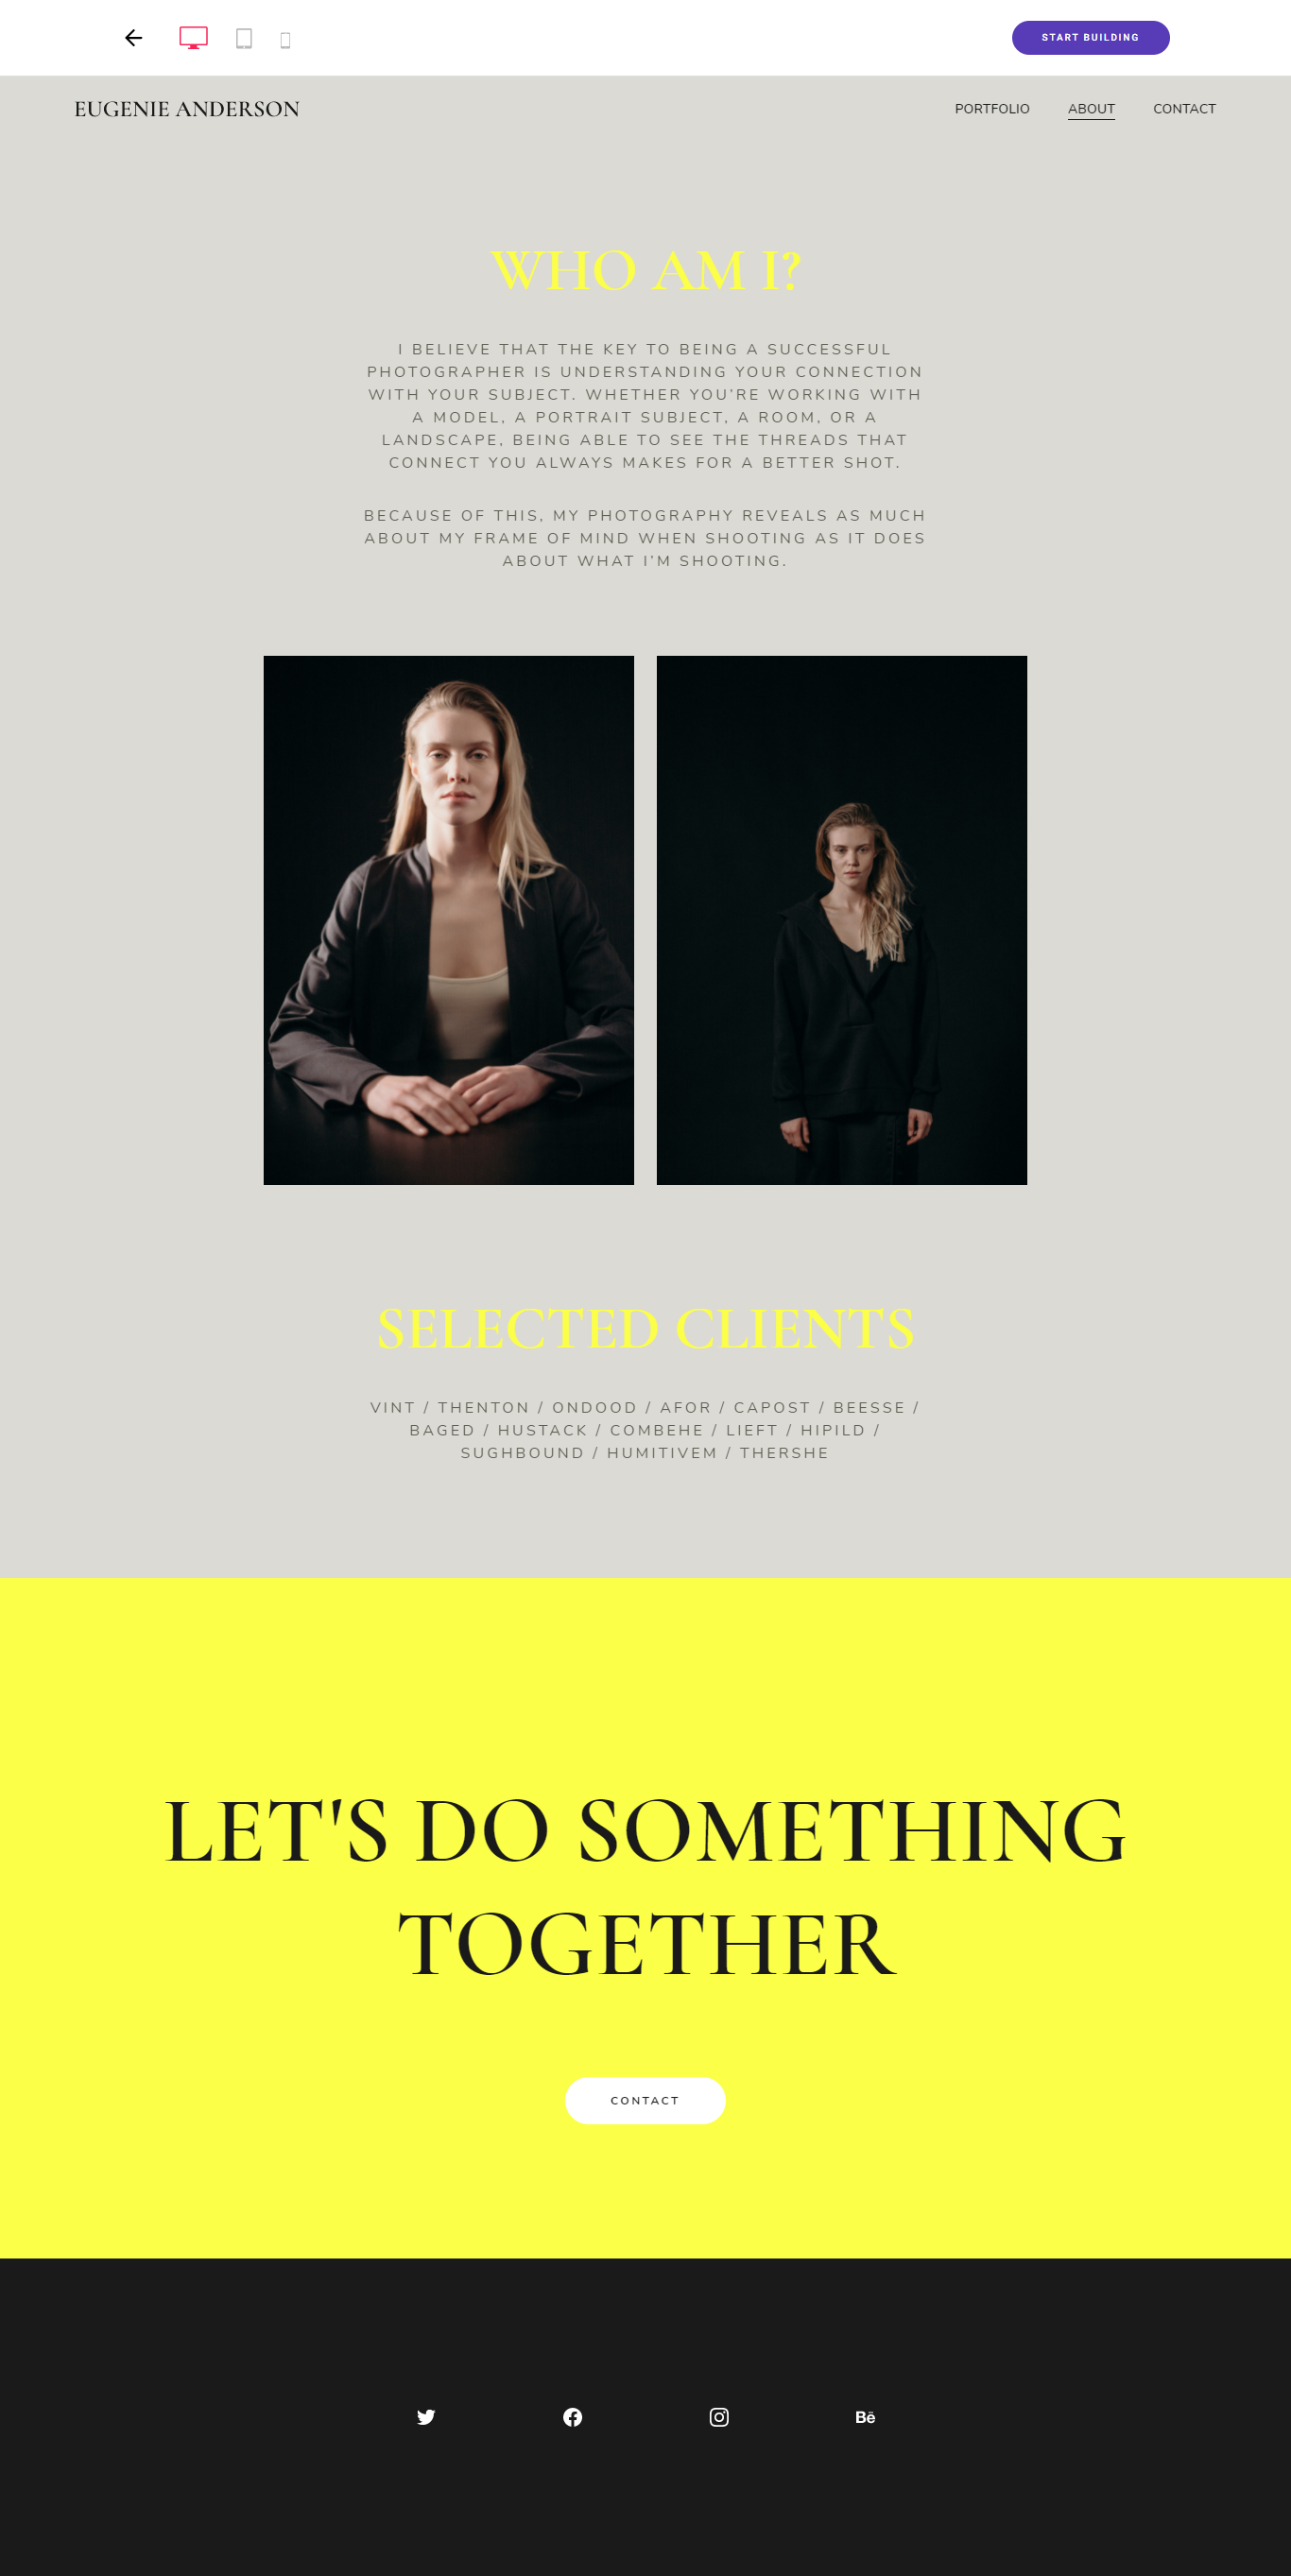 START BUILDING
EUGENIE ANDERSON
PORTFOLIO
ABOUT
CONTACT
WHO AM I?
I BELIEVE THAT THE KEY TO BEING A SUCCESSFUL
PHOTOGRAPHER IS UNDERSTANDING YOUR CONNECTION
WITH YOUR SUBJECT. WHETHER YOU’RE WORKING WITH
A MODEL, A PORTRAIT SUBJECT, A ROOM, OR A
LANDSCAPE, BEING ABLE TO SEE THE THREADS THAT
CONNECT YOU ALWAYS MAKES FOR A BETTER SHOT.
BECAUSE OF THIS, MY PHOTOGRAPHY REVEALS AS MUCH
ABOUT MY FRAME OF MIND WHEN SHOOTING AS IT DOES
ABOUT WHAT I’M SHOOTING.
SELECTED CLIENTS
VINT / THENTON / ONDOOD / AFOR / CAPOST / BEESSE /
BAGED / HUSTACK / COMBEHE / LIEFT / HIPILD /
SUGHBOUND / HUMITIVEM / THERSHE
LET'S DO SOMETHING
TOGETHER
CONTACT
Bē